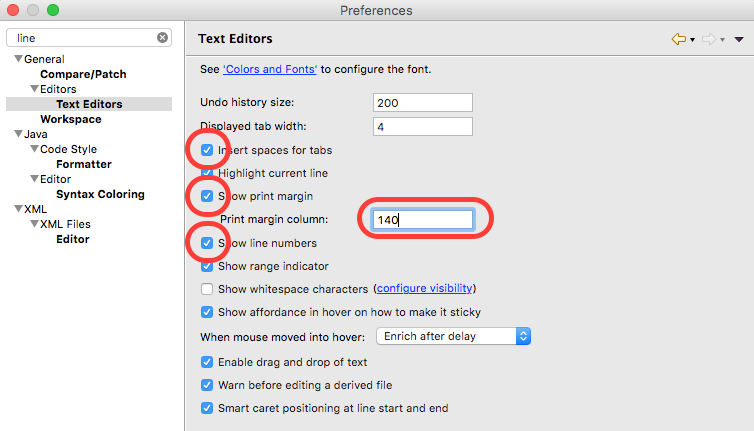 Preferences
line
General
Compare/Patch
Editors
Text Editors
Workspace
Java
Code Style
Formatter
Editor
Syntax Coloring
XML
XML Files
Editor
Text Editors
See 'Colors and Fonts' to configure the font.
Undo history size: 200
Displayed tab width: 4
Insert spaces for tabs
Highlight current line
Show print margin
Print margin column: 140
Show line numbers
Show range indicator
Show whitespace characters (configure visibility)
Show affordance in hover on how to make it sticky
When mouse moved into hover: Enrich after delay
Enable drag and drop of text
Warn before editing a derived file
Smart caret positioning at line start and end